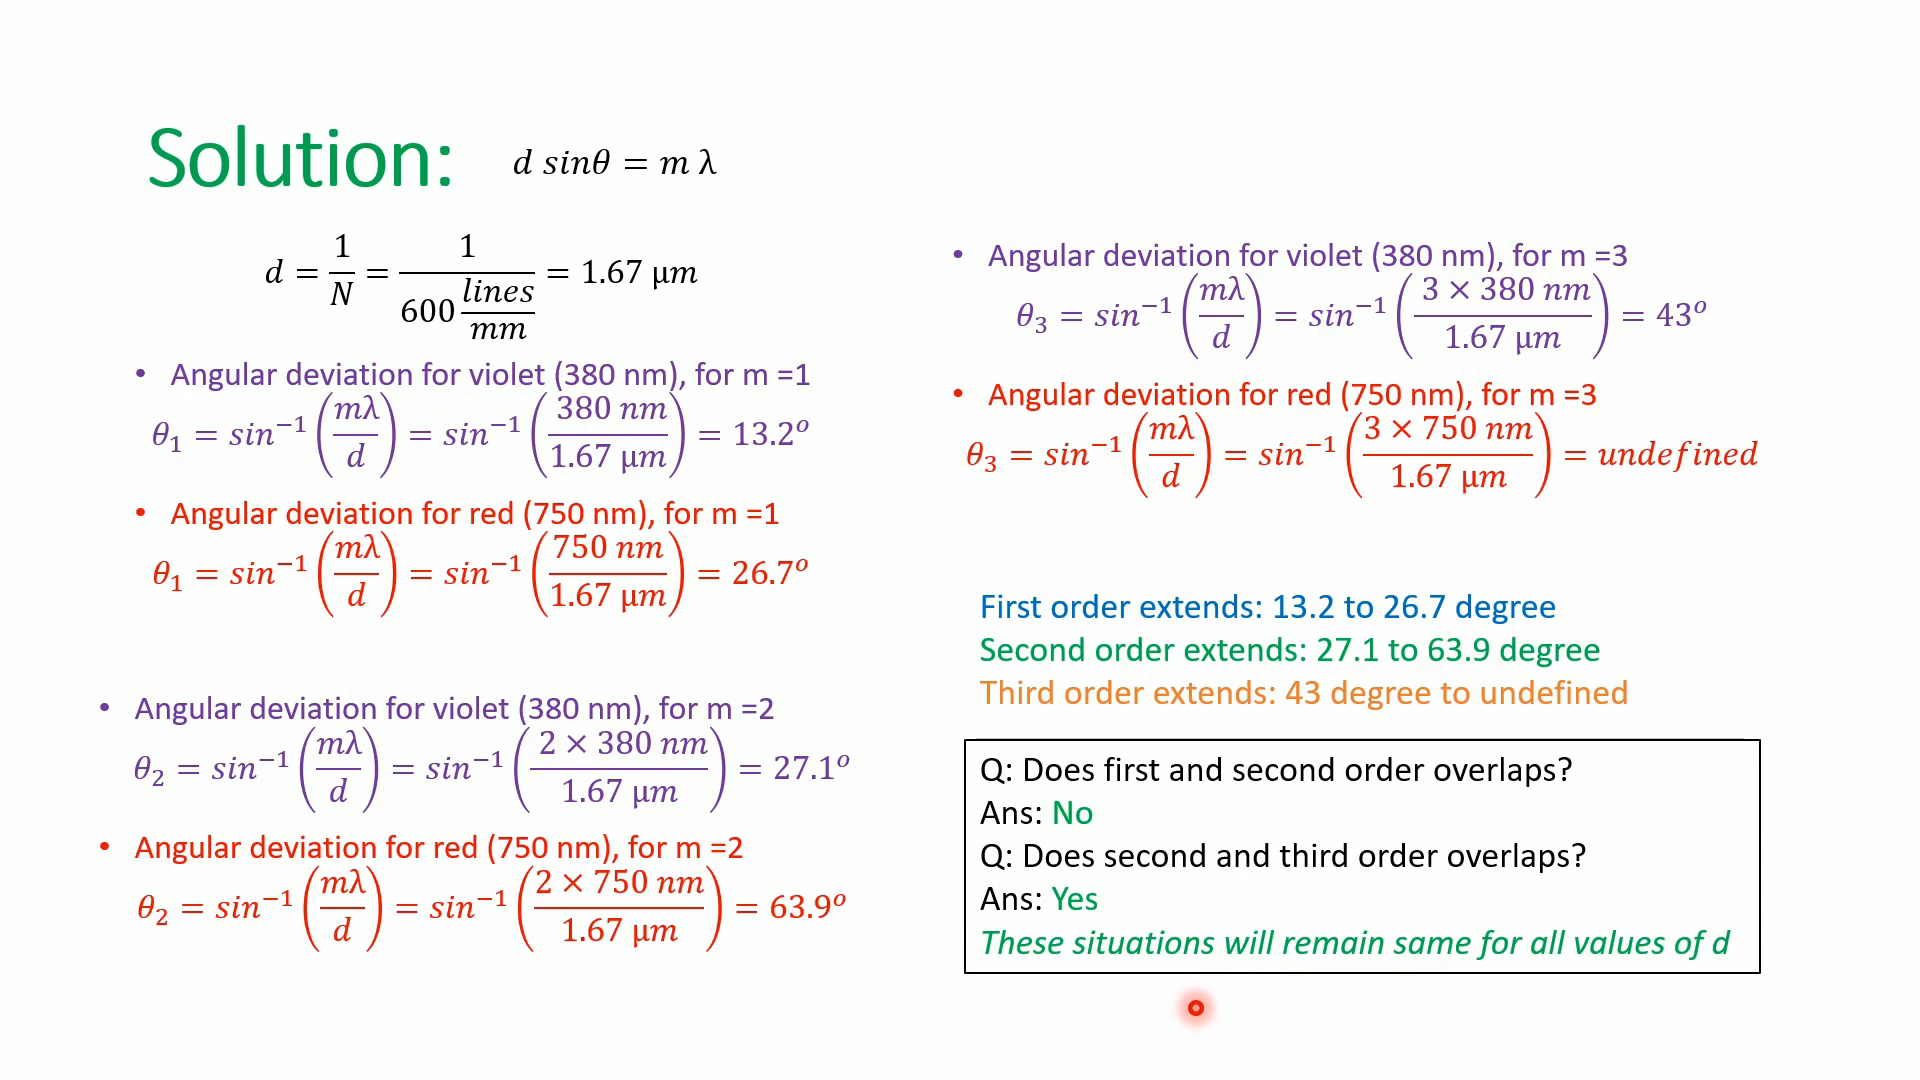 Solution: d sinθ = m λ
d = 1/N = 1/(600 lines/mm) = 1.67 µm
• Angular deviation for violet (380 nm), for m =1
θ₁ = sin⁻¹(mλ/d) = sin⁻¹(380 nm/1.67 µm) = 13.2ᵒ
• Angular deviation for red (750 nm), for m =1
θ₁ = sin⁻¹(mλ/d) = sin⁻¹(750 nm/1.67 µm) = 26.7ᵒ
• Angular deviation for violet (380 nm), for m =2
θ₂ = sin⁻¹(mλ/d) = sin⁻¹(2 × 380 nm/1.67 µm) = 27.1ᵒ
• Angular deviation for red (750 nm), for m =2
θ₂ = sin⁻¹(mλ/d) = sin⁻¹(2 × 750 nm/1.67 µm) = 63.9ᵒ
• Angular deviation for violet (380 nm), for m =3
θ₃ = sin⁻¹(mλ/d) = sin⁻¹(3 × 380 nm/1.67 µm) = 43ᵒ
• Angular deviation for red (750 nm), for m =3
θ₃ = sin⁻¹(mλ/d) = sin⁻¹(3 × 750 nm/1.67 µm) = undefined
First order extends: 13.2 to 26.7 degree
Second order extends: 27.1 to 63.9 degree
Third order extends: 43 degree to undefined
Q: Does first and second order overlaps?
Ans: No
Q: Does second and third order overlaps?
Ans: Yes
These situations will remain same for all values of d